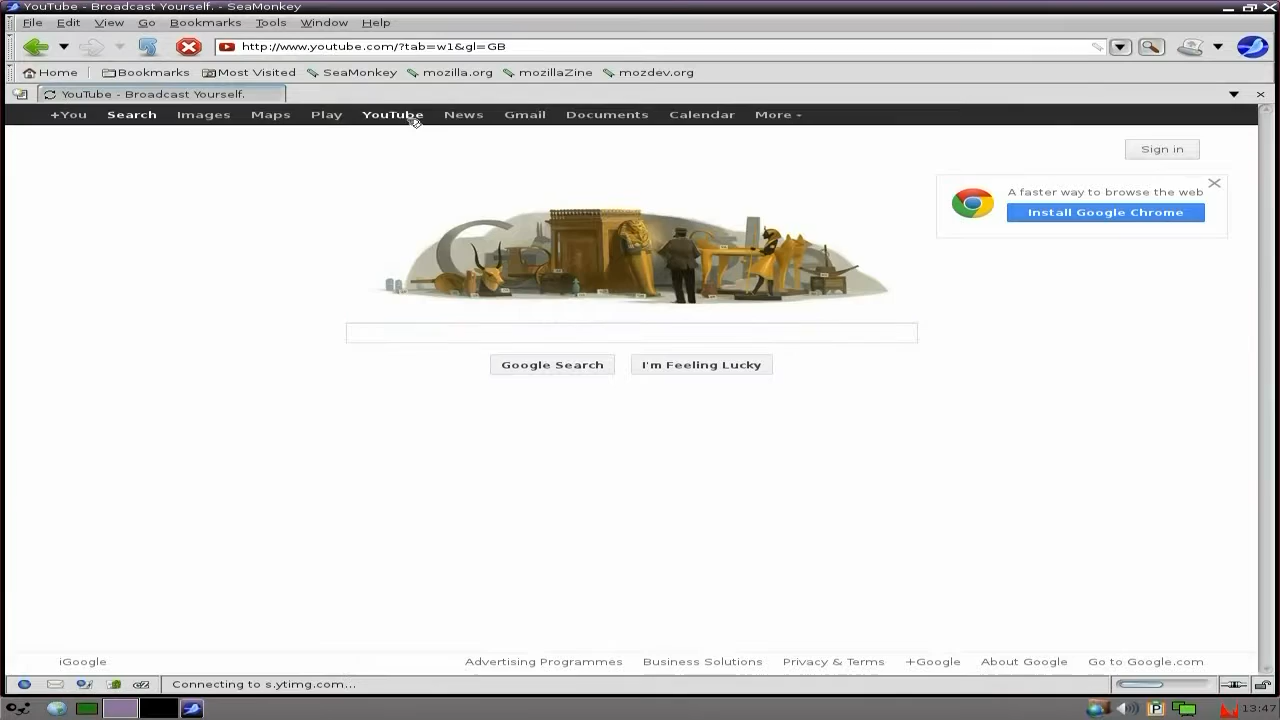 YouTube - Broadcast Yourself. - SeaMonkey
File Edit View Go Bookmarks Tools Window Help
http://www.youtube.com/?tab=w1&gl=GB
Home Bookmarks Most Visited SeaMonkey mozilla.org mozillaZine mozdev.org
YouTube - Broadcast Yourself.
+You Search Images Maps Play YouTube News Gmail Documents Calendar More
Sign in
A faster way to browse the web
Install Google Chrome
Google Search I'm Feeling Lucky
iGoogle Advertising Programmes Business Solutions Privacy & Terms +Google About Google Go to Google.com
Connecting to s.ytimg.com...
13:47